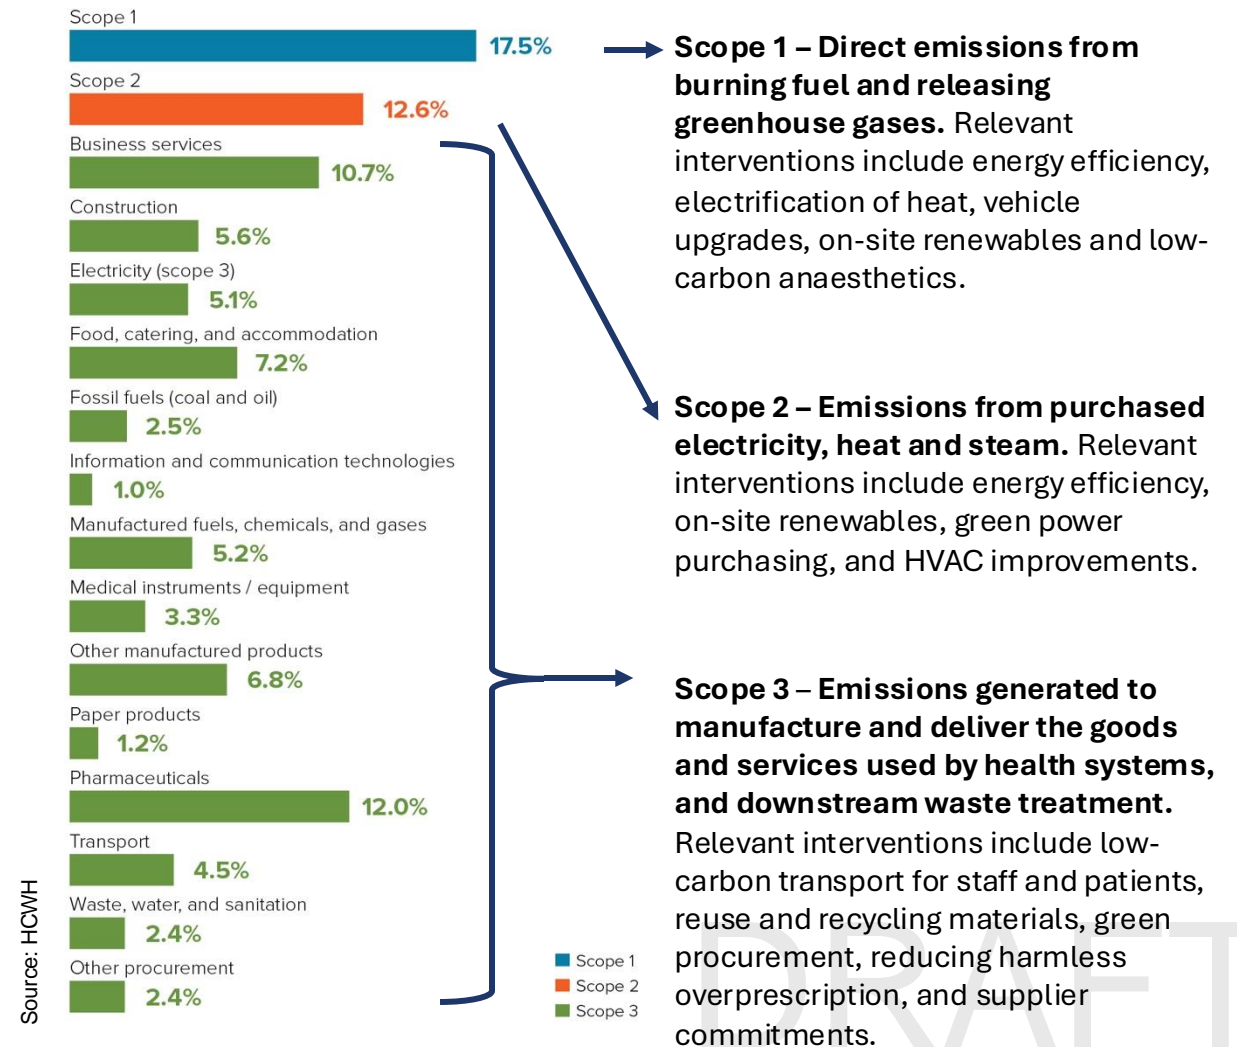 Scope 1
17.5%
Scope 2
12.6%
Business services
10.7%
Construction
5.6%
Electricity (scope 3)
5.1%
Food, catering, and accommodation
7.2%
Fossil fuels (coal and oil)
2.5%
Information and communication technologies
1.0%
Manufactured fuels, chemicals, and gases
5.2%
Medical instruments / equipment
3.3%
Other manufactured products
6.8%
Paper products
1.2%
Pharmaceuticals
12.0%
Transport
4.5%
Waste, water, and sanitation
2.4%
Other procurement
2.4%
Source: HCWH
Scope 1
Scope 2
Scope 3
Scope 1 – Direct emissions from
burning fuel and releasing
greenhouse gases. Relevant
interventions include energy efficiency,
electrification of heat, vehicle
upgrades, on-site renewables and low-
carbon anaesthetics.
Scope 2 – Emissions from purchased
electricity, heat and steam. Relevant
interventions include energy efficiency,
on-site renewables, green power
purchasing, and HVAC improvements.
Scope 3 – Emissions generated to
manufacture and deliver the goods
and services used by health systems,
and downstream waste treatment.
Relevant interventions include low-
carbon transport for staff and patients,
reuse and recycling materials, green
procurement, reducing harmless
overprescription, and supplier
commitments.
DRAFT